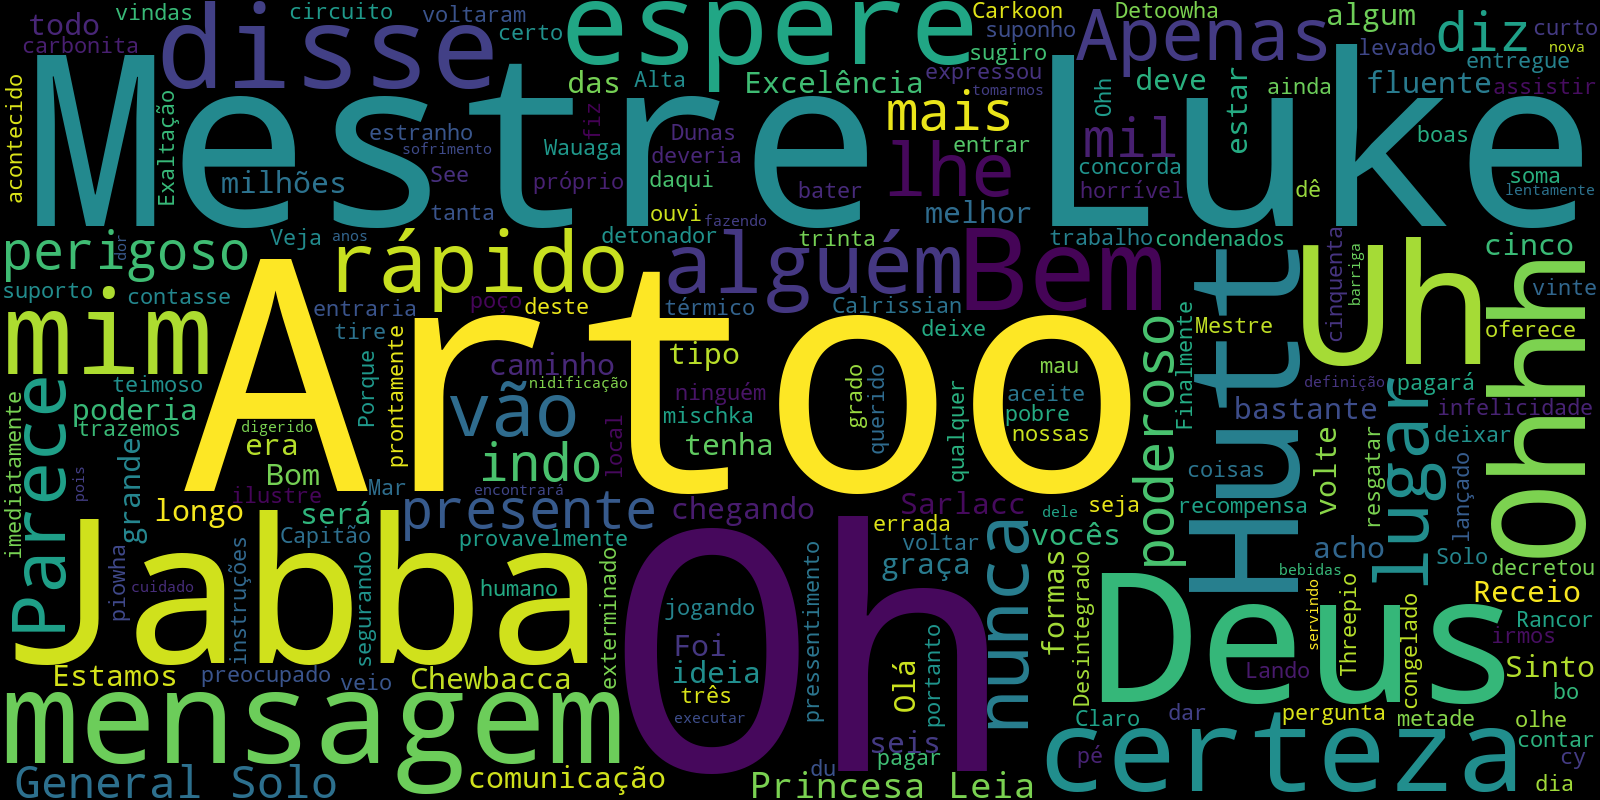 todo
vindas
circuito
voltaram
certo
carbonita
disse
espere
Carkoon
suponho
sugiro
Detoowha
Apenas
algum
diz
curto
nova
levado
entregue
das
Alta
Excelência
expressou
tomarmos
deve
estar
ainda
fluente
assistir
acontecido
Mestre Luke
Exaltação
estranho
sofrimento
Wauaga
fiz
Dunas
deveria
mais
entrar
Ohh
mil
concorda
horrível
boas
soma
lentamente
milhões
See
próprio
daqui
bater
lhe
melhor
dê
tanta
ouvi
fazendo
perigoso
dor
Veja
anos
rápido
detonador
alguém
trinta
Bem
trabalho
condenados
cinco
suporto
contasse
entraria
poço
deste
térmico
Calrissian
cinquenta
barriga
vinte
mim
tire
deixe
Finalmente
Mestre
Uh
oferece
Ohhh
Artoo
Porque
prontamente
caminho
tipo
grado
querido
mau
poderoso
Hutt
Parece
teimoso
nidificação
vão
ninguém
aceite
definição
pagará
poderia
trazemos
digerido
mischka
qualquer
pobre
nossas
bastante
infelicidade
imediatamente
era
indo
local
tenha
lugar
volte
resgatar
deixar
grande
Bom
pois
ilustre
Mar
encontrará
coisas
lançado
longo
será
presente
chegando
Sarlacc
seja
recompensa
Jabba
Capitão
provavelmente
errada
dele
vocês
piowha
instruções
segurando
exterminado
Oh
pressentimento
voltar
graça
nunca
formas
acho
Solo
cuidado
humano
jogando
bebidas
decretou
Deus
Desintegrado
servindo
Threepio
congelado
Receio
Rancor
irmos
Foi
ideia
Olá
portanto
Lando
Estamos
preocupado
veio
Chewbacca
três
Sinto
bo
mensagem
executar
seis
Claro
dar
pergunta
metade
olhe
contar
General Solo
comunicação
Princesa Leia
du
pagar
certeza
pé
cy
dia